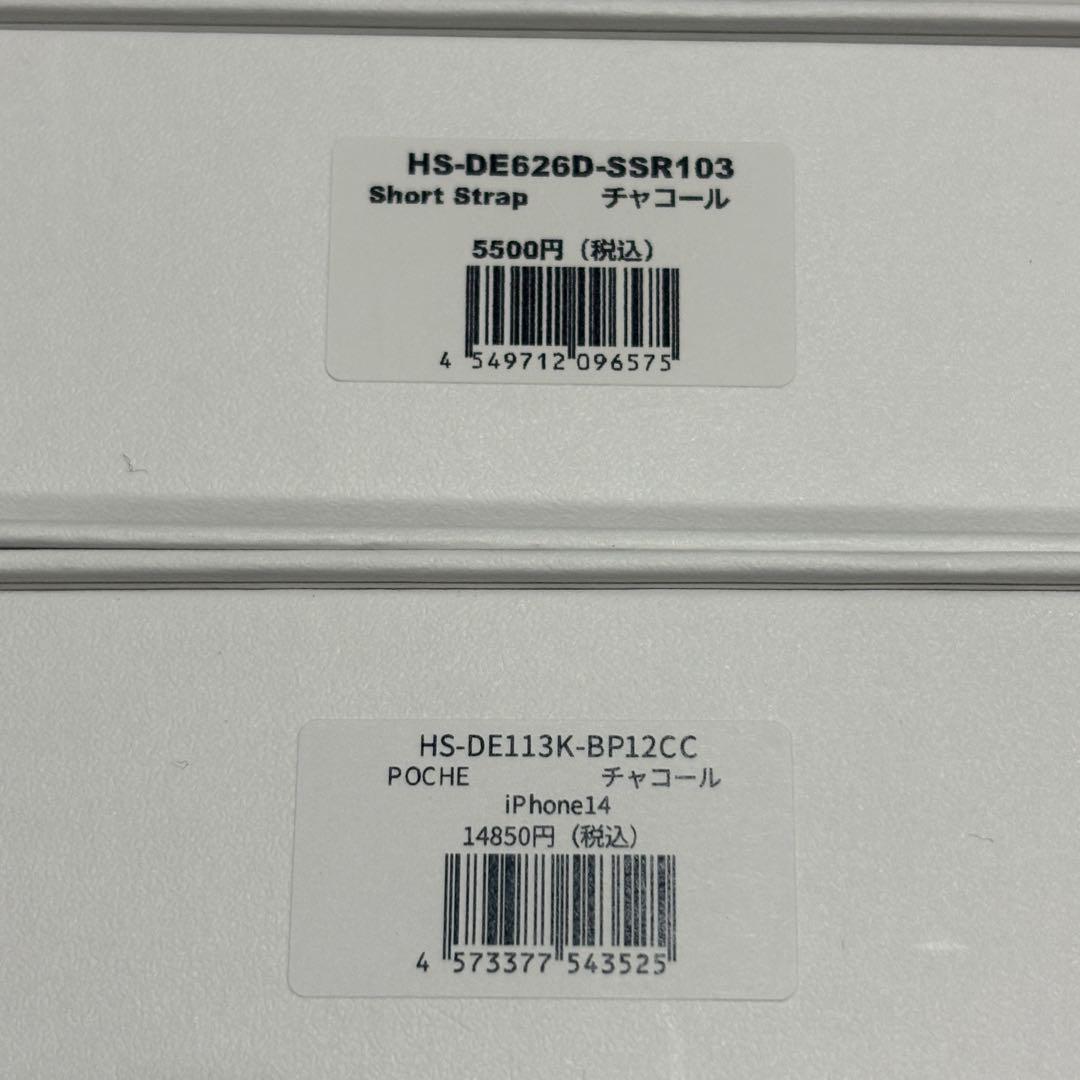 HS-DE626D-SSR103
Short Strap チャコール
5500円（税込）
4 549712 096575
HS-DE113K-BP12CC
POCHE チャコール
iPhone14
14850円（税込）
4 573377 543525